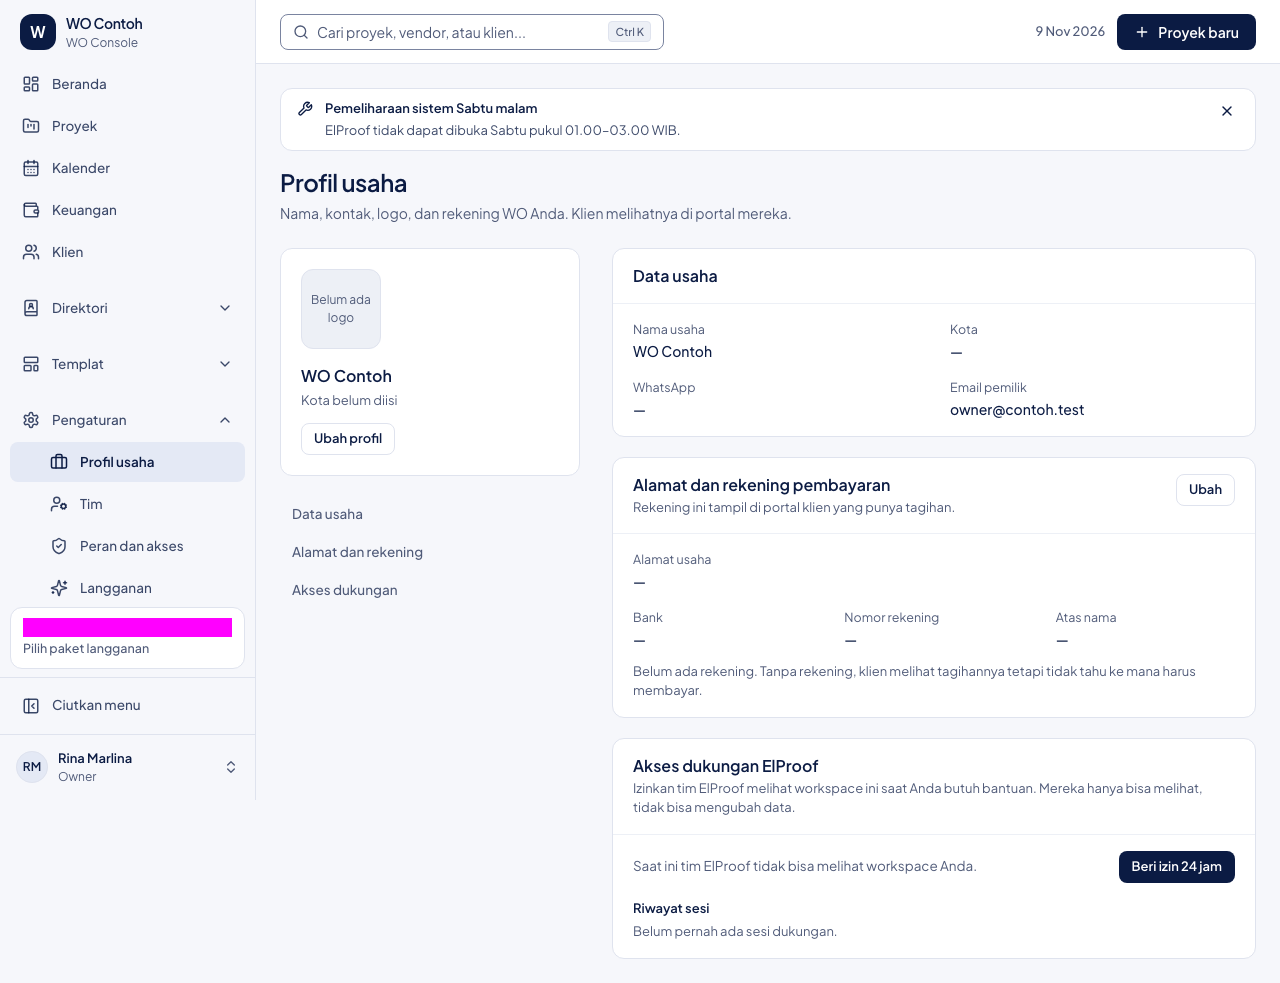 W
WO Contoh
WO Console
Beranda
Proyek
Kalender
Keuangan
Klien
Direktori
Templat
Pengaturan
Profil usaha
Tim
Peran dan akses
Langganan
Pilih paket langganan
Ciutkan menu
RM
Rina Marlina
Owner
Cari proyek, vendor, atau klien...
Ctrl K
9 Nov 2026
Proyek baru
Pemeliharaan sistem Sabtu malam
ElProof tidak dapat dibuka Sabtu pukul 01.00–03.00 WIB.
Profil usaha
Nama, kontak, logo, dan rekening WO Anda. Klien melihatnya di portal mereka.
Belum ada
logo
WO Contoh
Kota belum diisi
Ubah profil
Data usaha
Alamat dan rekening
Akses dukungan
Data usaha
Nama usaha
WO Contoh
Kota
—
WhatsApp
—
Email pemilik
owner@contoh.test
Alamat dan rekening pembayaran
Rekening ini tampil di portal klien yang punya tagihan.
Ubah
Alamat usaha
—
Bank
—
Nomor rekening
—
Atas nama
—
Belum ada rekening. Tanpa rekening, klien melihat tagihannya tetapi tidak tahu ke mana harus
membayar.
Akses dukungan ElProof
Izinkan tim ElProof melihat workspace ini saat Anda butuh bantuan. Mereka hanya bisa melihat,
tidak bisa mengubah data.
Saat ini tim ElProof tidak bisa melihat workspace Anda.
Beri izin 24 jam
Riwayat sesi
Belum pernah ada sesi dukungan.